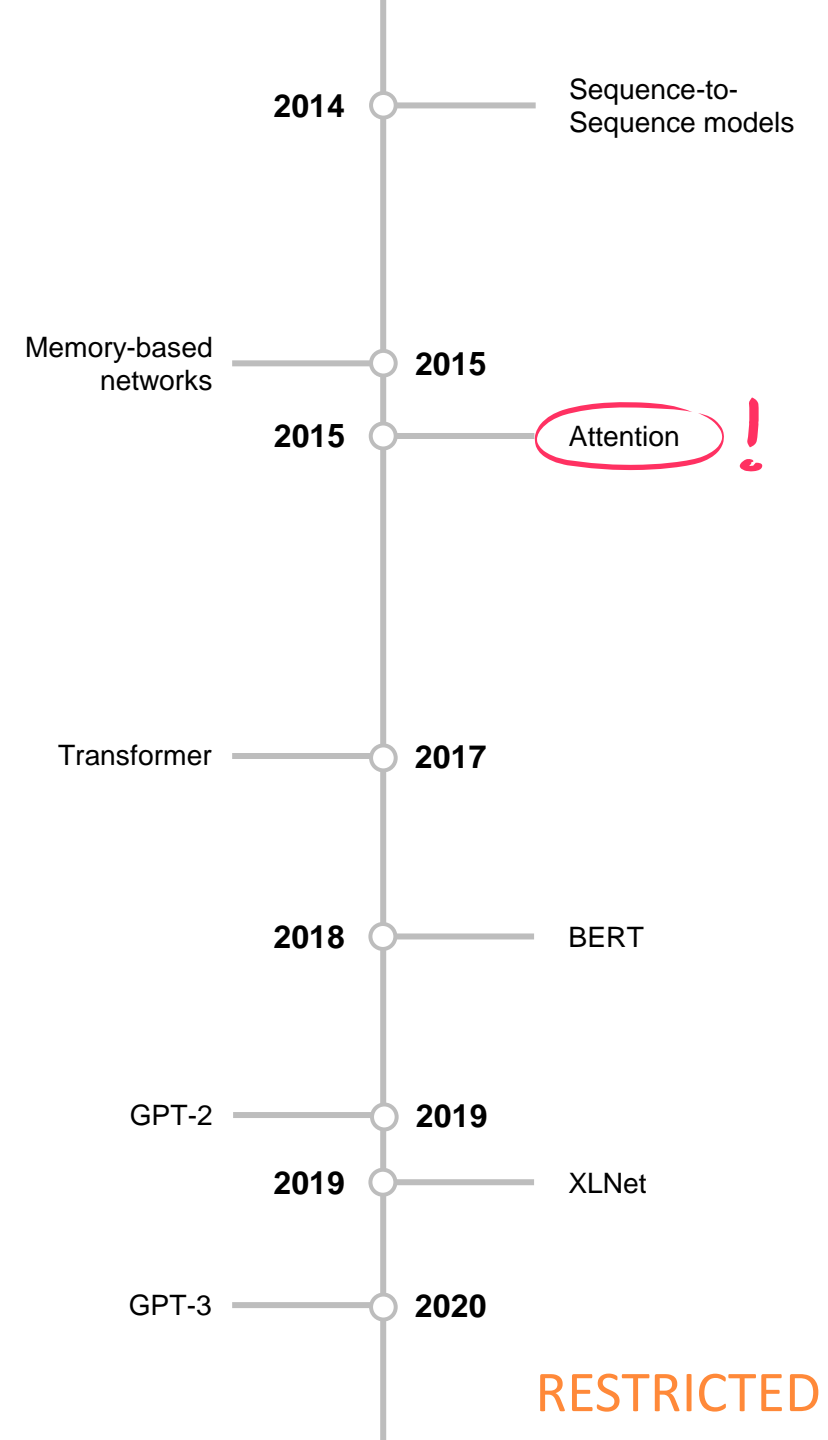 2014
Sequence-to-
Sequence models
Memory-based
networks
2015
2015
Attention
!
Transformer
2017
2018
BERT
GPT-2
2019
2019
XLNet
GPT-3
2020
RESTRICTED